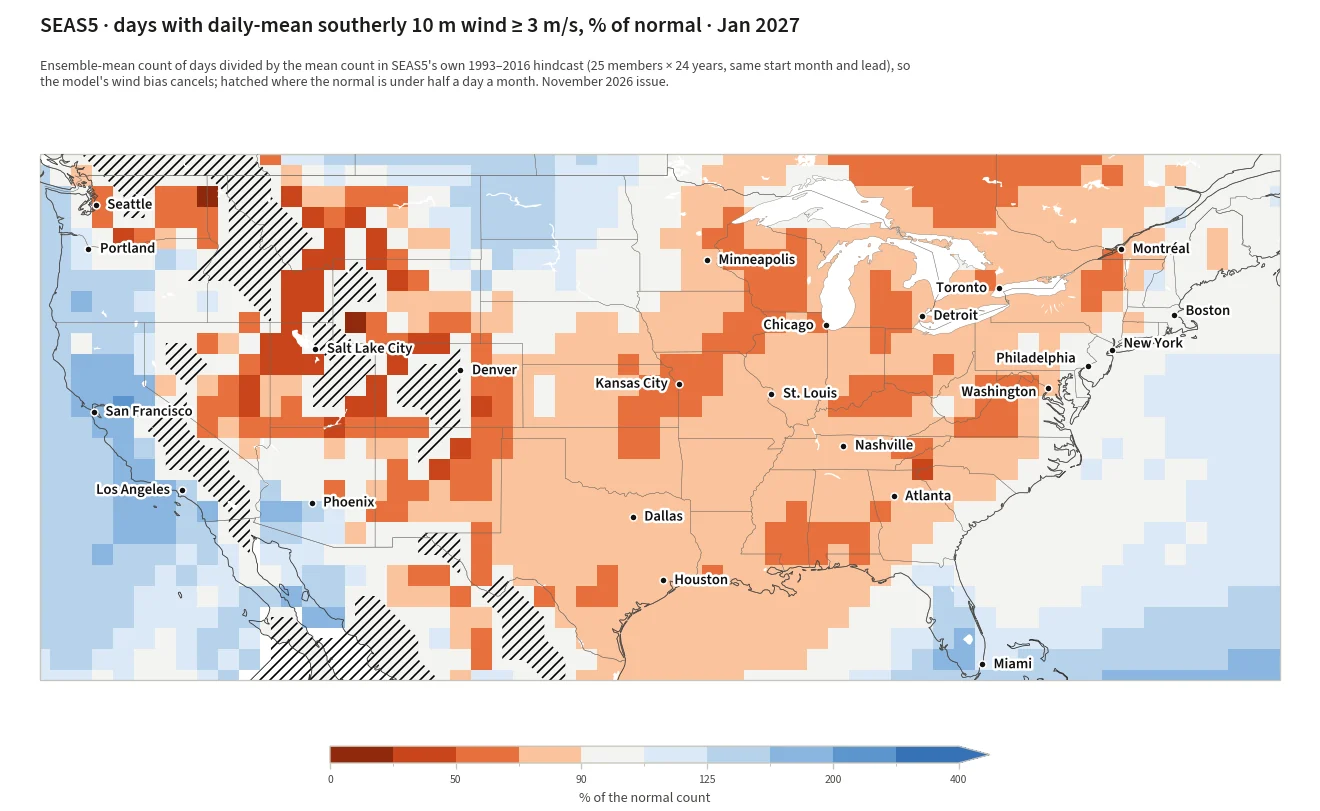 SEAS5 · days with daily-mean southerly 10 m wind ≥ 3 m/s, % of normal · Jan 2027
Ensemble-mean count of days divided by the mean count in SEAS5's own 1993–2016 hindcast (25 members × 24 years, same start month and lead), so
the model's wind bias cancels; hatched where the normal is under half a day a month. November 2026 issue.
Seattle
Portland
Montréal
Minneapolis
Toronto
Boston
Detroit
Chicago
New York
Salt Lake City
Philadelphia
Denver
Kansas City
Washington
St. Louis
San Francisco
Nashville
Los Angeles
Atlanta
Phoenix
Dallas
Houston
Miami
0 50 90 125 200 400
% of the normal count